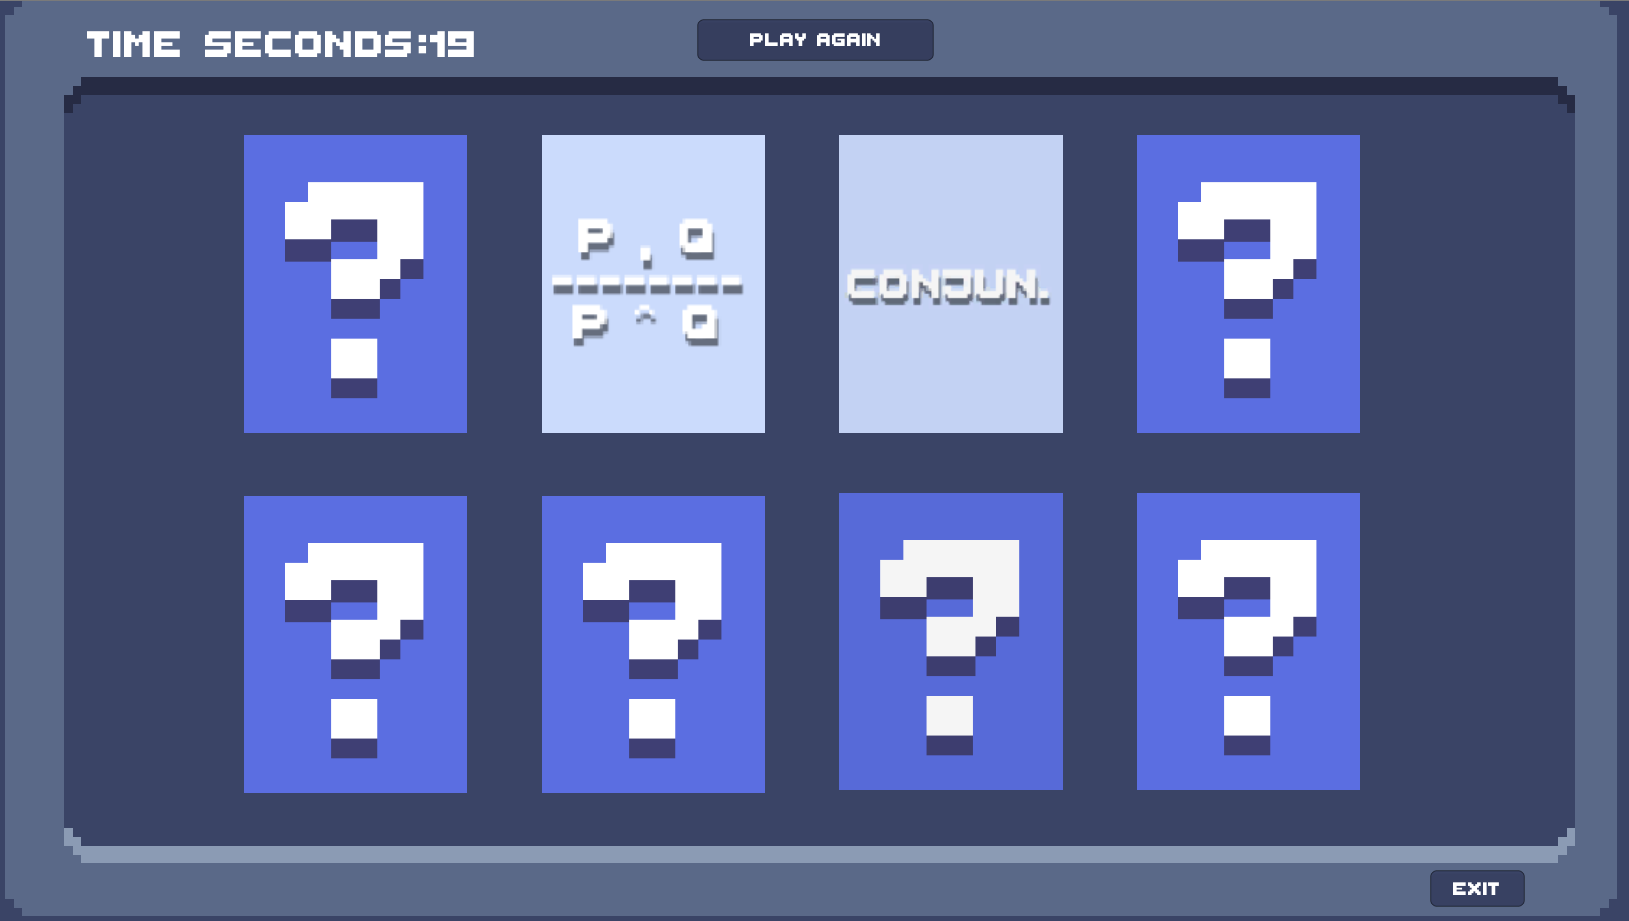 TIME SECONDS:19
PLAY AGAIN
?
P , Q
--------
P ^ Q
CONJUN.
?
?
?
?
?
EXIT